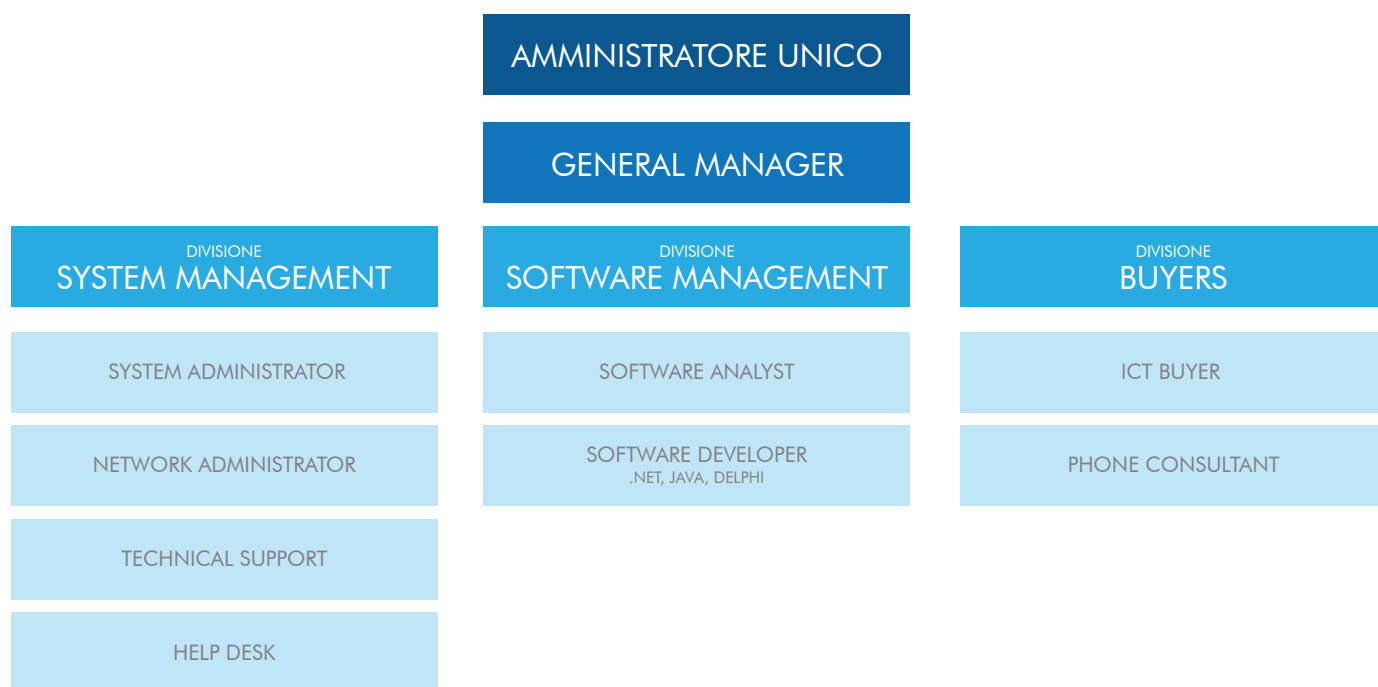 AMMINISTRATORE UNICO
GENERAL MANAGER
DIVISIONE
SYSTEM MANAGEMENT
SYSTEM ADMINISTRATOR
NETWORK ADMINISTRATOR
TECHNICAL SUPPORT
HELP DESK
DIVISIONE
SOFTWARE MANAGEMENT
SOFTWARE ANALYST
SOFTWARE DEVELOPER
.NET, JAVA, DELPHI
DIVISIONE
BUYERS
ICT BUYER
PHONE CONSULTANT